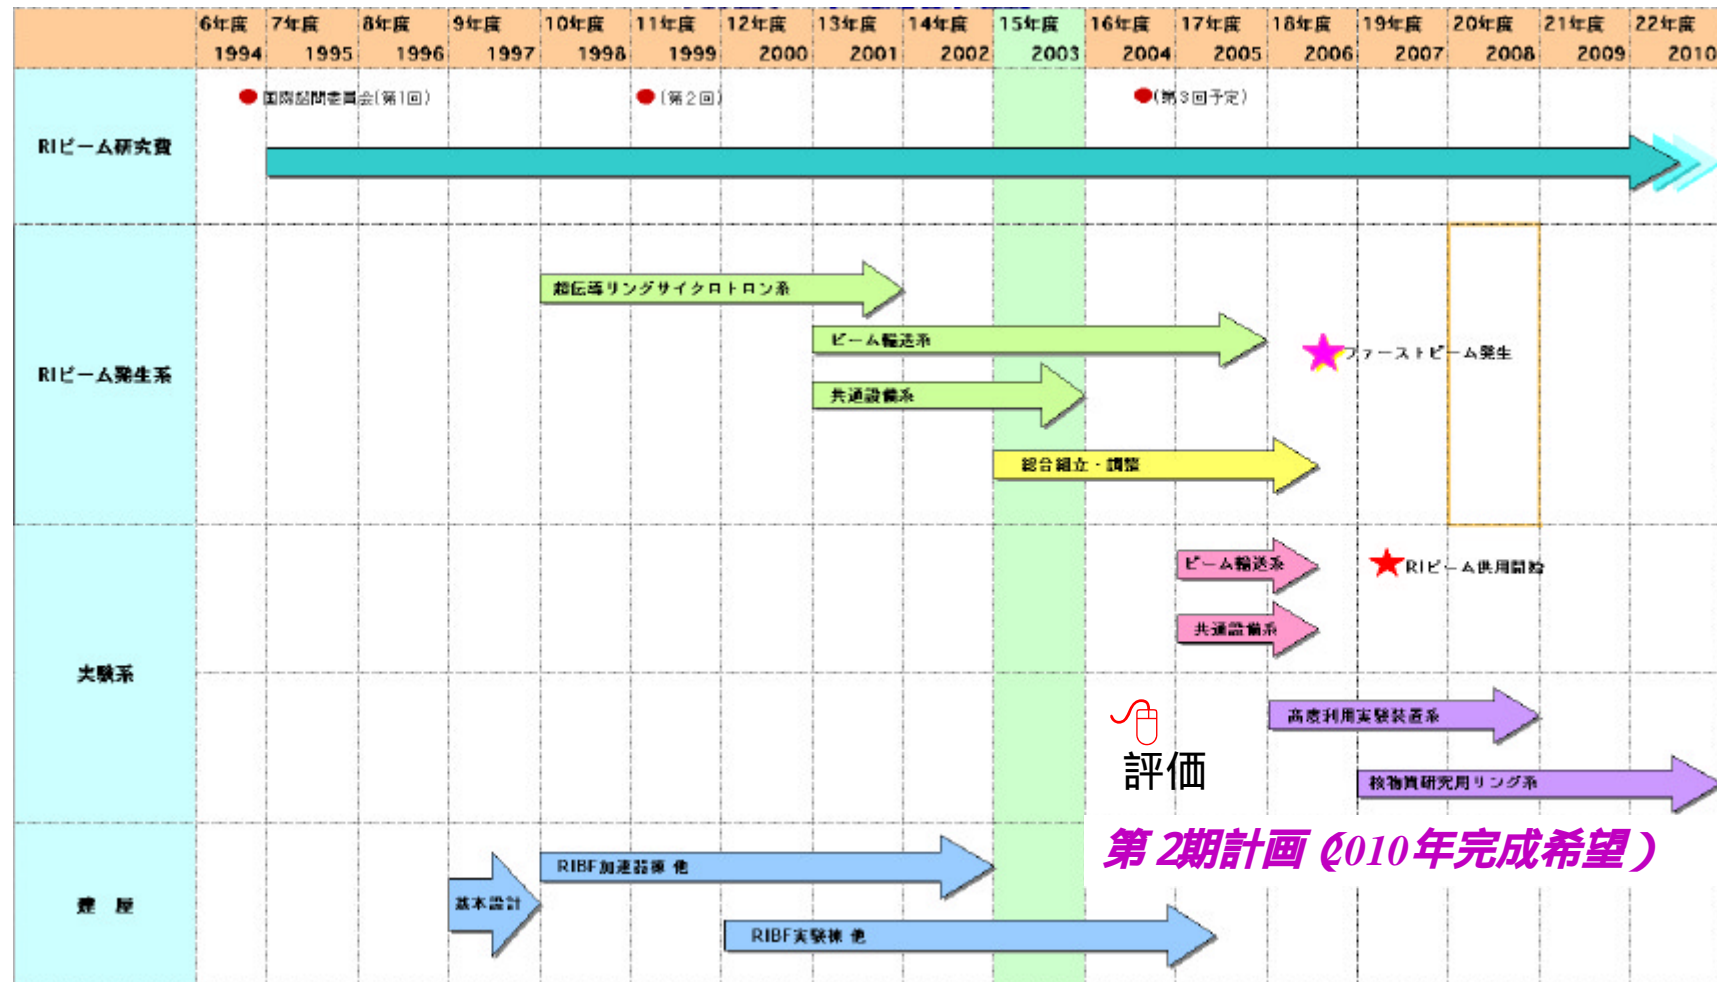 6年度 7年度 8年度 9年度 10年度 11年度 12年度 13年度 14年度 15年度 16年度 17年度 18年度 19年度 20年度 21年度 22年度
1994 1995 1996 1997 1998 1999 2000 2001 2002 2003 2004 2005 2006 2007 2008 2009 2010
国際諮問委員会(第1回) (第2回) (第3回予定)
RIビーム研究費
超伝導リングサイクロトロン系
ビーム輸送系
ファーストビーム発生
RIビーム発生系
共通設備系
総合組立・調整
ビーム輸送系
RIビーム供用開始
共通設備系
実験系
高度利用実験装置系
評価
核物質研究用リング系
第2期計画(2010年完成希望)
RIBF加速器棟 他
建 屋
基本設計
RIBF実験棟 他